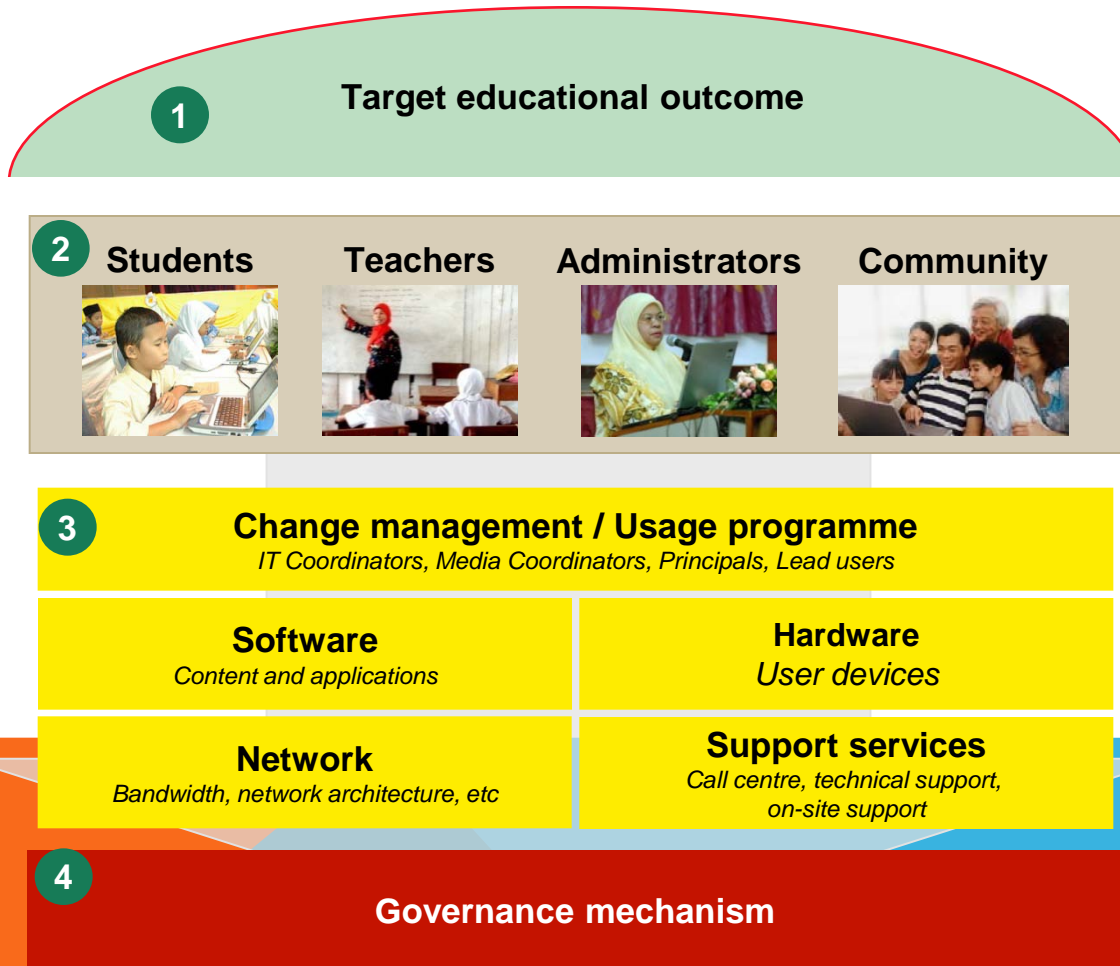 1
Target educational outcome
2
Students
Teachers
Administrators
Community
3
Change management / Usage programme
IT Coordinators, Media Coordinators, Principals, Lead users
Software
Content and applications
Hardware
User devices
Network
Bandwidth, network architecture, etc
Support services
Call centre, technical support,
on-site support
4
Governance mechanism